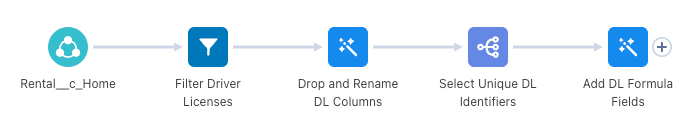 Rental__c_Home
Filter Driver
Licenses
Drop and Rename
DL Columns
Select Unique DL
Identifiers
Add DL Formula
Fields